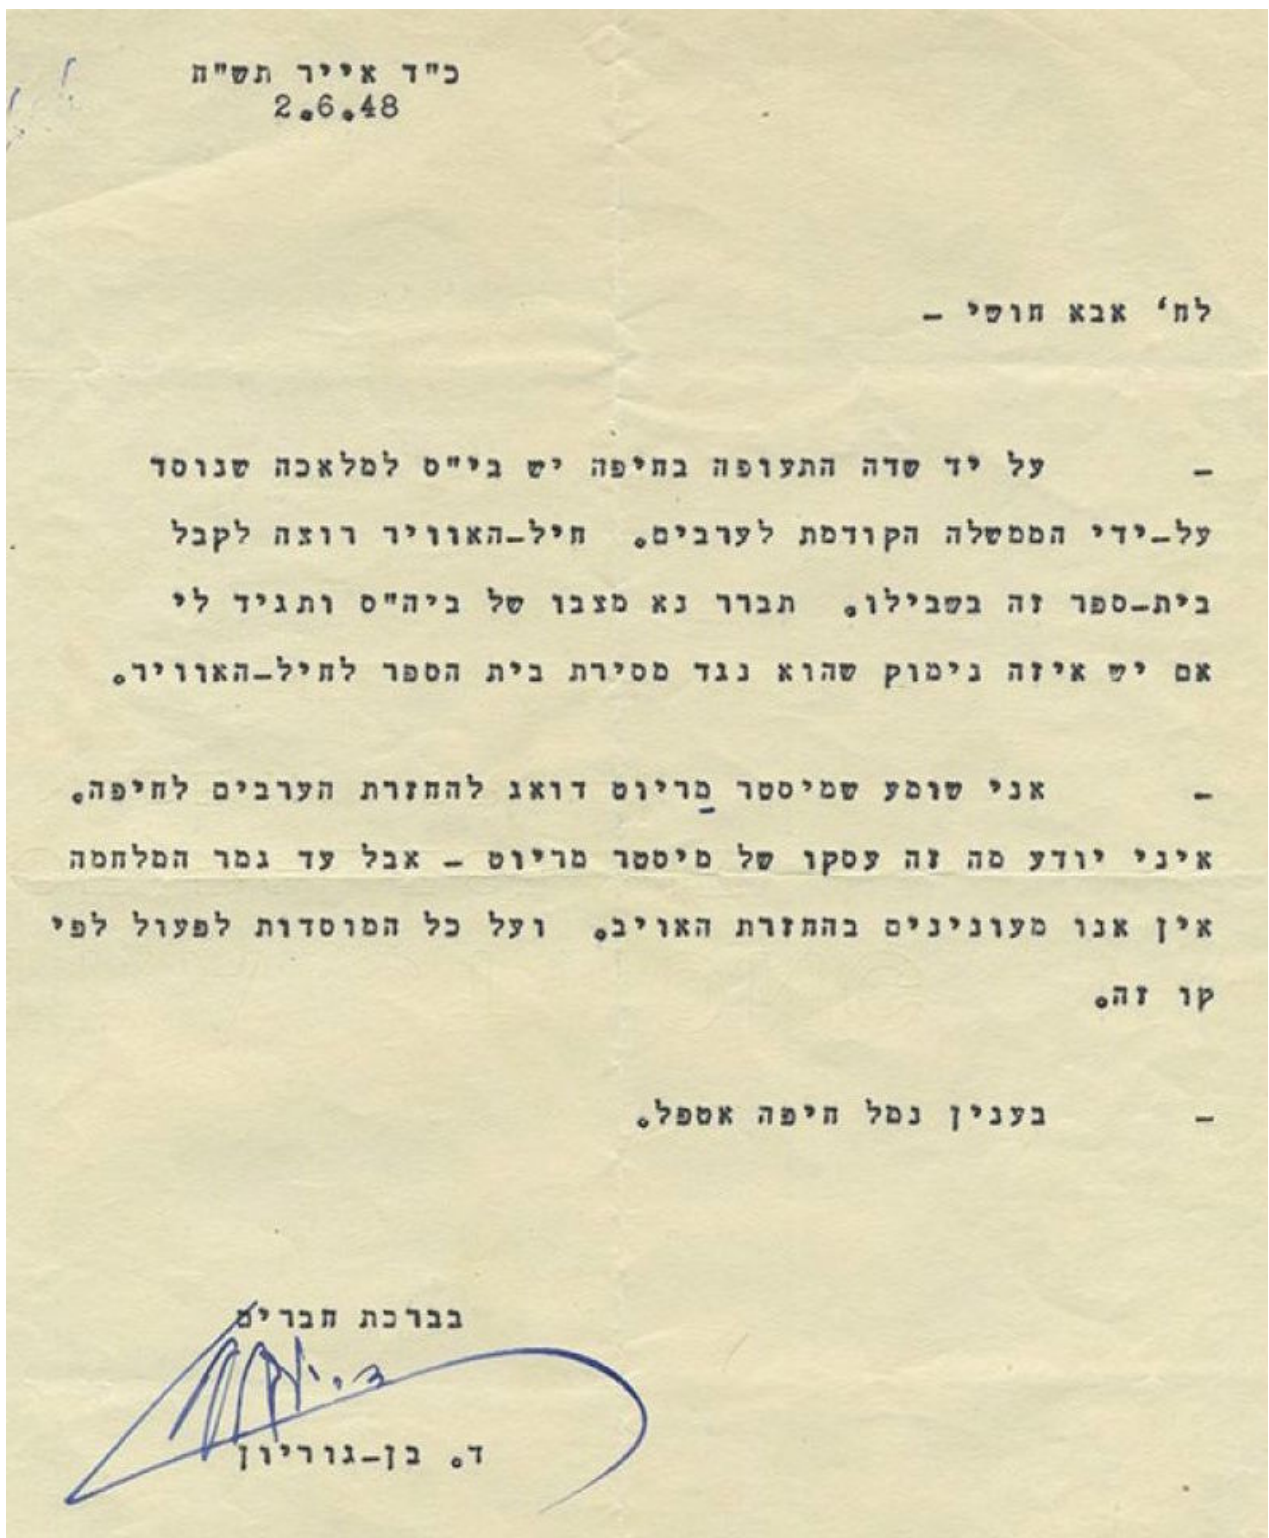 כ"ד אייר תש"ח
2.6.48
לח' אבא חושי -
- על יד שדה התעופה בחיפה יש בי"ס למלאכה שנוסד
על-ידי הממשלה הקודמת לערבים. חיל-האוויר רוצה לקבל
בית-ספר זה בשבילו. תברר נא מצבו של ביה"ס ותגיד לי
אם יש איזה נימוק שהוא נגד מסירת בית הספר לחיל-האוויר.
- אני שומע שמיסטר מריוט דואג להחזרת הערבים לחיפה.
איני יודע מה זה עסקו של מיסטר מריוט - אבל עד גמר המלחמה
אין אנו מעונינים בהחזרת האויב. ועל כל המוסדות לפעול לפי
קו זה.
- בענין נמל חיפה אטפל.
בברכת חברים
ד. בן-גוריון